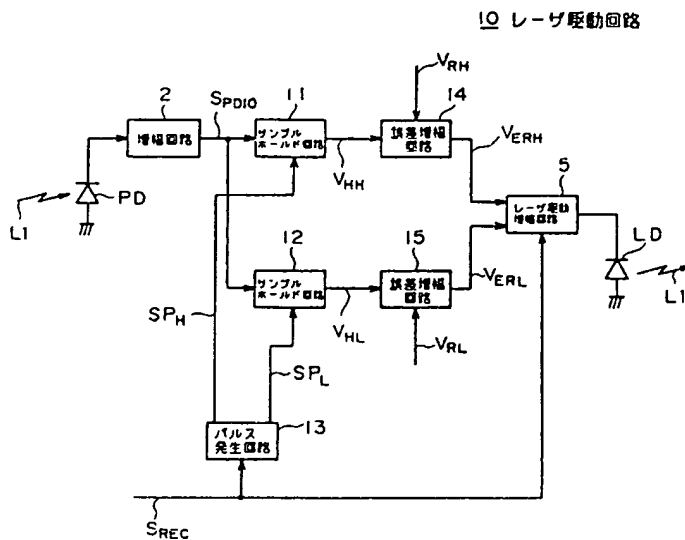 10 レーザ駆動回路
VRH
2
SPD10
11
14
増幅回路
サンプル
ホールド回路
誤差増幅
回路
VHH
VERH
5
PD
L1
レーザ駆動
増幅回路
LD
L1
12
15
サンプル
ホールド回路
誤差増幅
回路
VERL
SPH
VHL
VRL
SPL
13
パルス
発生回路
SREC